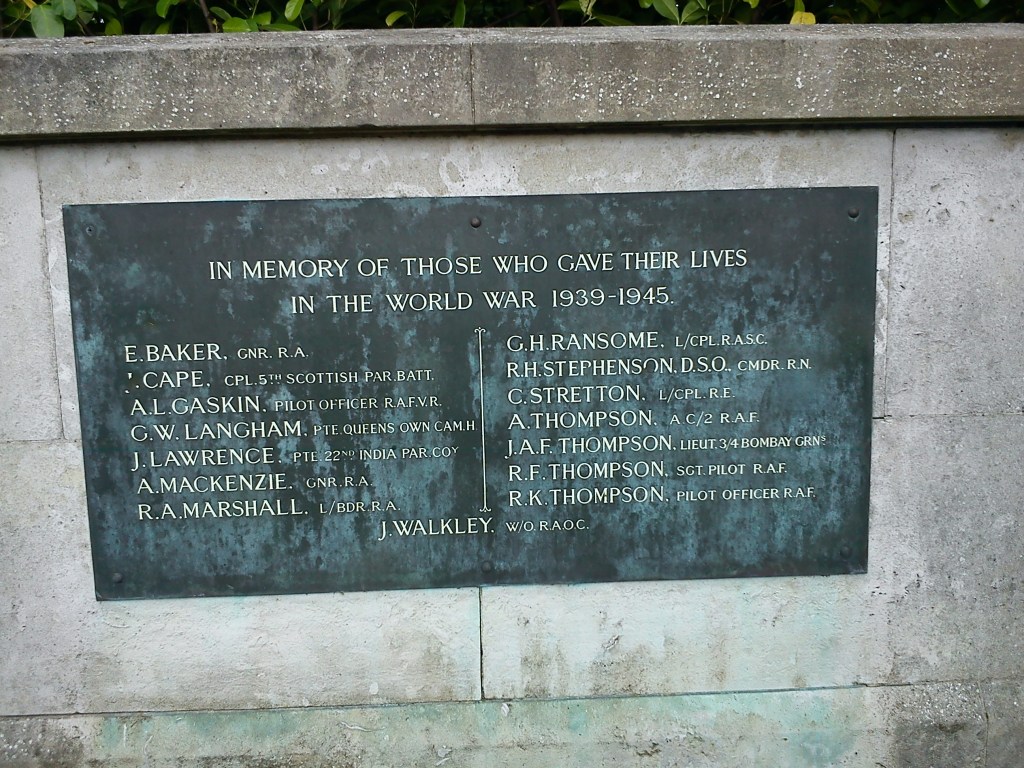 IN MEMORY OF THOSE WHO GAVE THEIR LIVES
IN THE WORLD WAR 1939-1945.
E. BAKER, GNR. R.A.
CAPE, CPL. 5TH SCOTTISH PAR. BATT.
A.L. GASKIN, PILOT OFFICER R.A.F.V.R.
G.W. LANGHAM, PTE. QUEENS OWN CAM. H.
J. LAWRENCE, PTE. 22ND INDIA PAR. COY
A. MACKENZIE, GNR. R.A.
R.A. MARSHALL, L/BDR. R.A.
G.H. RANSOME, L/CPL. R.A.S.C.
R.H. STEPHENSON, D.S.O., CMDR. R.N.
C. STRETTON, L/CPL. R.E.
A. THOMPSON, A.C/2 R.A.F.
J.A.F. THOMPSON, LIEUT. 3/4 BOMBAY GRNS
R.F. THOMPSON, SGT. PILOT R.A.F.
R.K. THOMPSON, PILOT OFFICER R.A.F.
J. WALKLEY, W/O. R.A.O.C.